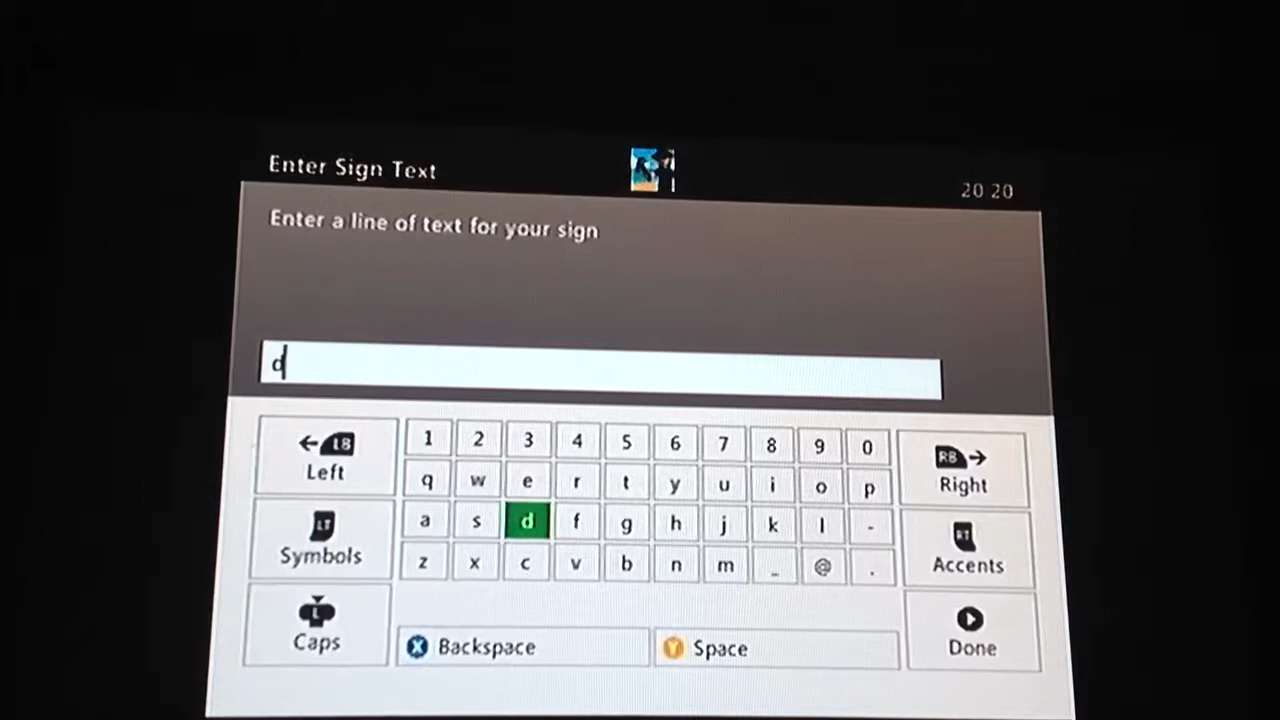 Enter Sign Text
20 20
Enter a line of text for your sign
d
LB
Left
1 2 3 4 5 6 7 8 9 0
RB
Right
q w e r t y u i o p
LT
Symbols
a s d f g h j k l -
RT
Accents
z x c v b n m _ @ .
L
Caps
X Backspace
Y Space
Done